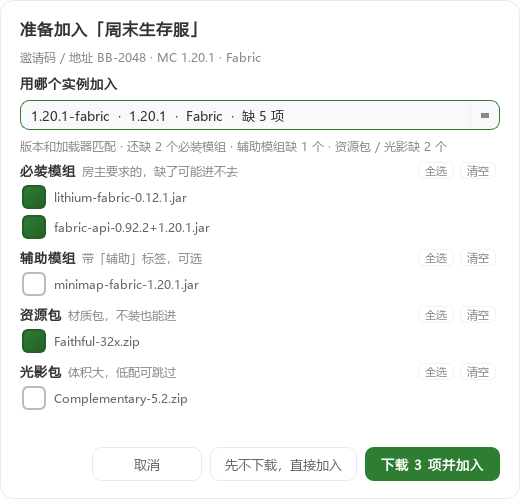 准备加入「周末生存服」
邀请码 / 地址 BB-2048 · MC 1.20.1 · Fabric
用哪个实例加入
1.20.1-fabric · 1.20.1 · Fabric · 缺 5 项
版本和加载器匹配 · 还缺 2 个必装模组 · 辅助模组缺 1 个 · 资源包 / 光影缺 2 个
必装模组 房主要求的，缺了可能进不去 全选 清空
lithium-fabric-0.12.1.jar
fabric-api-0.92.2+1.20.1.jar
辅助模组 带「辅助」标签，可选 全选 清空
minimap-fabric-1.20.1.jar
资源包 材质包，不装也能进 全选 清空
Faithful-32x.zip
光影包 体积大，低配可跳过 全选 清空
Complementary-5.2.zip
取消 先不下载，直接加入 下载 3 项并加入